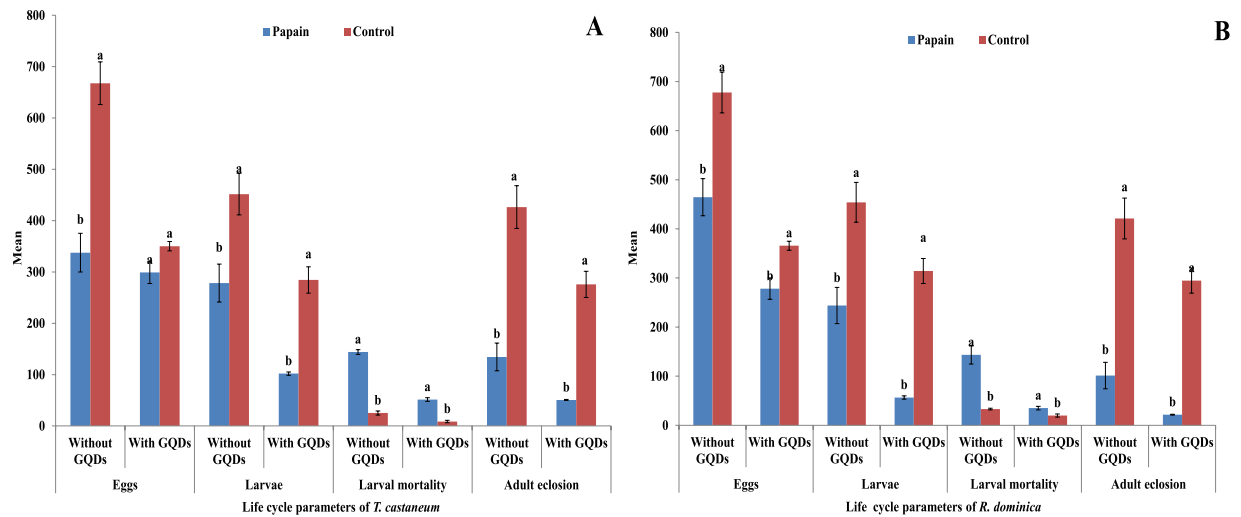 A
Papain Control
800
700
600
500
400
300
200
100
0
Mean
b a a a b a b a a b a b b a b a
Without GQDs With GQDs Without GQDs With GQDs Without GQDs With GQDs Without GQDs With GQDs
Eggs Larvae Larval mortality Adult eclosion
Life cycle parameters of T. castaneum
B
Papain Control
800
700
600
500
400
300
200
100
0
Mean
b a b a b a b a a b a b b a b a
Without GQDs With GQDs Without GQDs With GQDs Without GQDs With GQDs Without GQDs With GQDs
Eggs Larvae Larval mortality Adult eclosion
Life cycle parameters of R. dominica